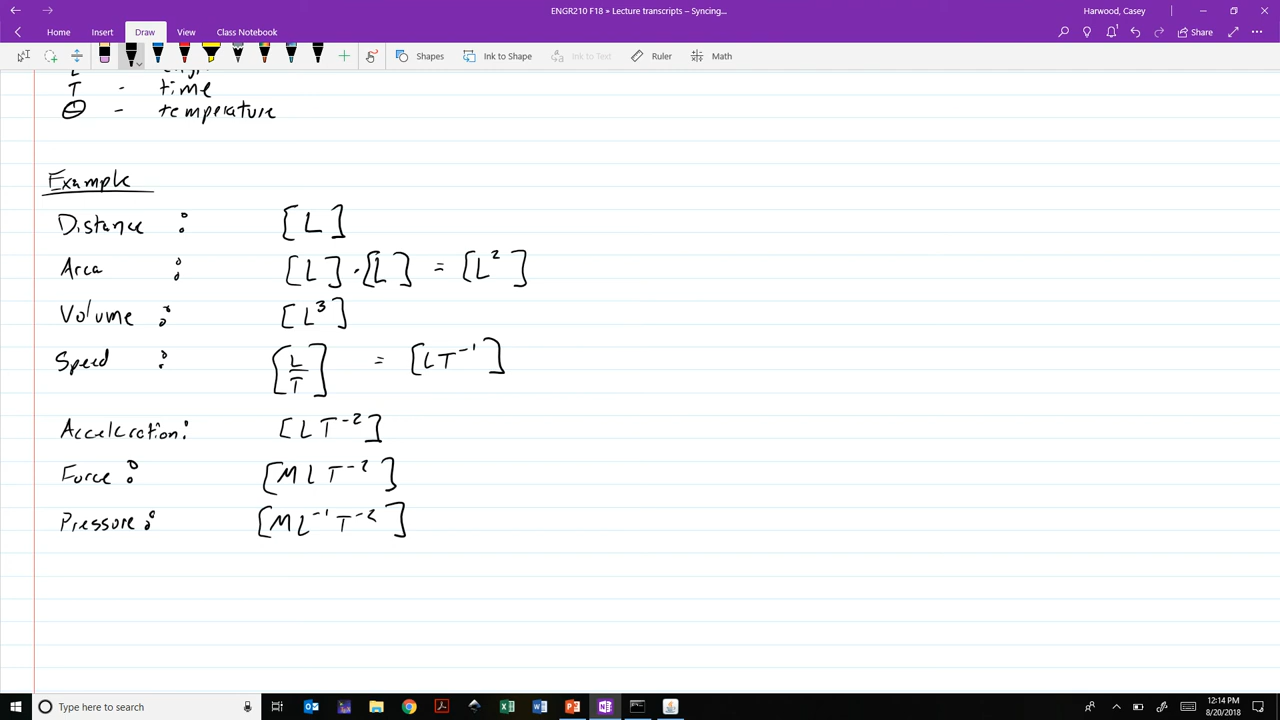 ENGR210 F18 » Lecture transcripts – Syncing...
Harwood, Casey
Home Insert Draw View Class Notebook
Share
Shapes Ink to Shape Ink to Text Ruler Math
T - time
Θ - temperature
Example
Distance : [L]
Area : [L]·[L] = [L²]
Volume : [L³]
Speed : [L/T] = [LT⁻¹]
Acceleration: [LT⁻²]
Force : [MLT⁻²]
Pressure : [ML⁻¹T⁻²]
Type here to search
12:14 PM
8/20/2018